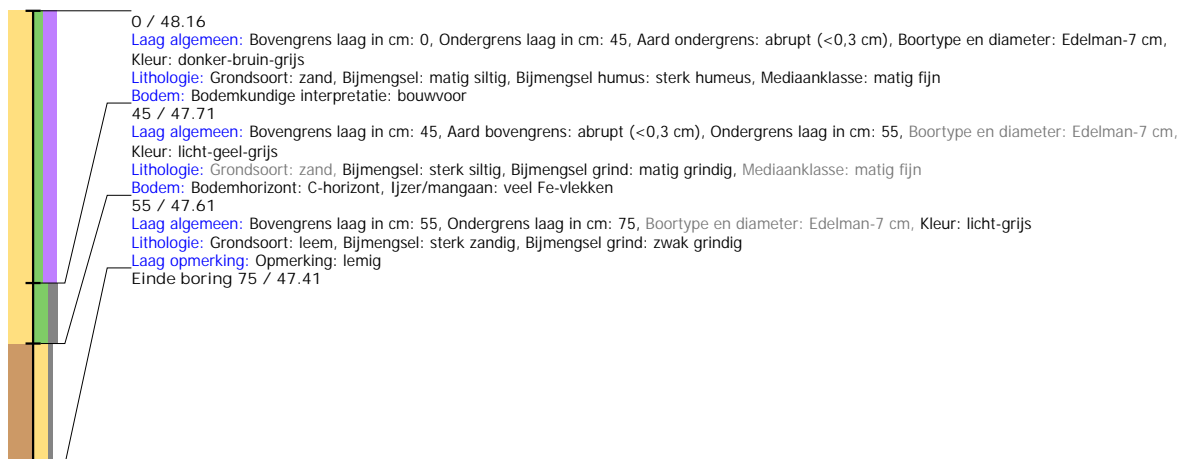 0 / 48.16
Laag algemeen: Bovengrens laag in cm: 0, Ondergrens laag in cm: 45, Aard ondergrens: abrupt (<0,3 cm), Boortype en diameter: Edelman-7 cm,
Kleur: donker-bruin-grijs
Lithologie: Grondsoort: zand, Bijmengsel: matig siltig, Bijmengsel humus: sterk humeus, Mediaanklasse: matig fijn
Bodem: Bodemkundige interpretatie: bouwvoor
45 / 47.71
Laag algemeen: Bovengrens laag in cm: 45, Aard bovengrens: abrupt (<0,3 cm), Ondergrens laag in cm: 55, Boortype en diameter: Edelman-7 cm,
Kleur: licht-geel-grijs
Lithologie: Grondsoort: zand, Bijmengsel: sterk siltig, Bijmengsel grind: matig grindig, Mediaanklasse: matig fijn
Bodem: Bodemhorizont: C-horizont, Ijzer/mangaan: veel Fe-vlekken
55 / 47.61
Laag algemeen: Bovengrens laag in cm: 55, Ondergrens laag in cm: 75, Boortype en diameter: Edelman-7 cm, Kleur: licht-grijs
Lithologie: Grondsoort: leem, Bijmengsel: sterk zandig, Bijmengsel grind: zwak grindig
Laag opmerking: Opmerking: lemig
Einde boring 75 / 47.41